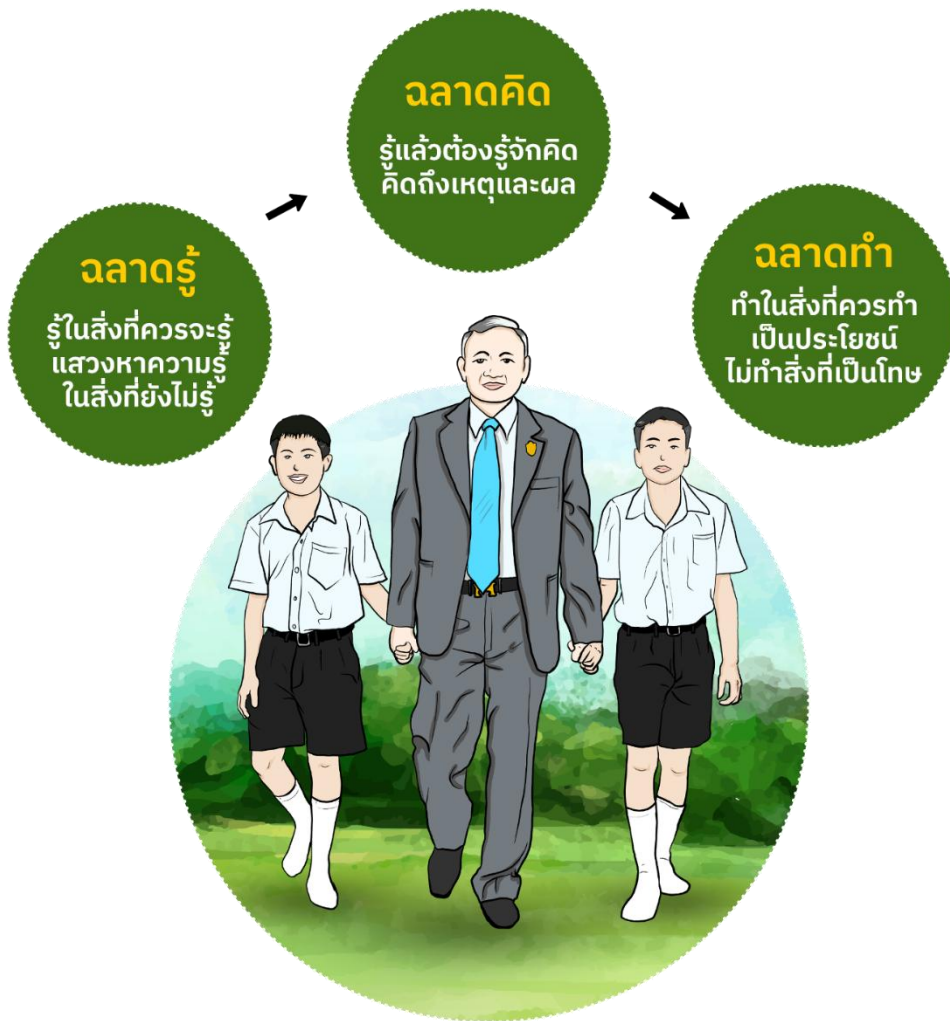 ฉลาดรู้
รู้ในสิ่งที่ควรจะรู้
แสวงหาความรู้
ในสิ่งที่ยังไม่รู้
ฉลาดคิด
รู้แล้วต้องรู้จักคิด
คิดถึงเหตุและผล
ฉลาดทำ
ทำในสิ่งที่ควรทำ
เป็นประโยชน์
ไม่ทำสิ่งที่เป็นโทษ